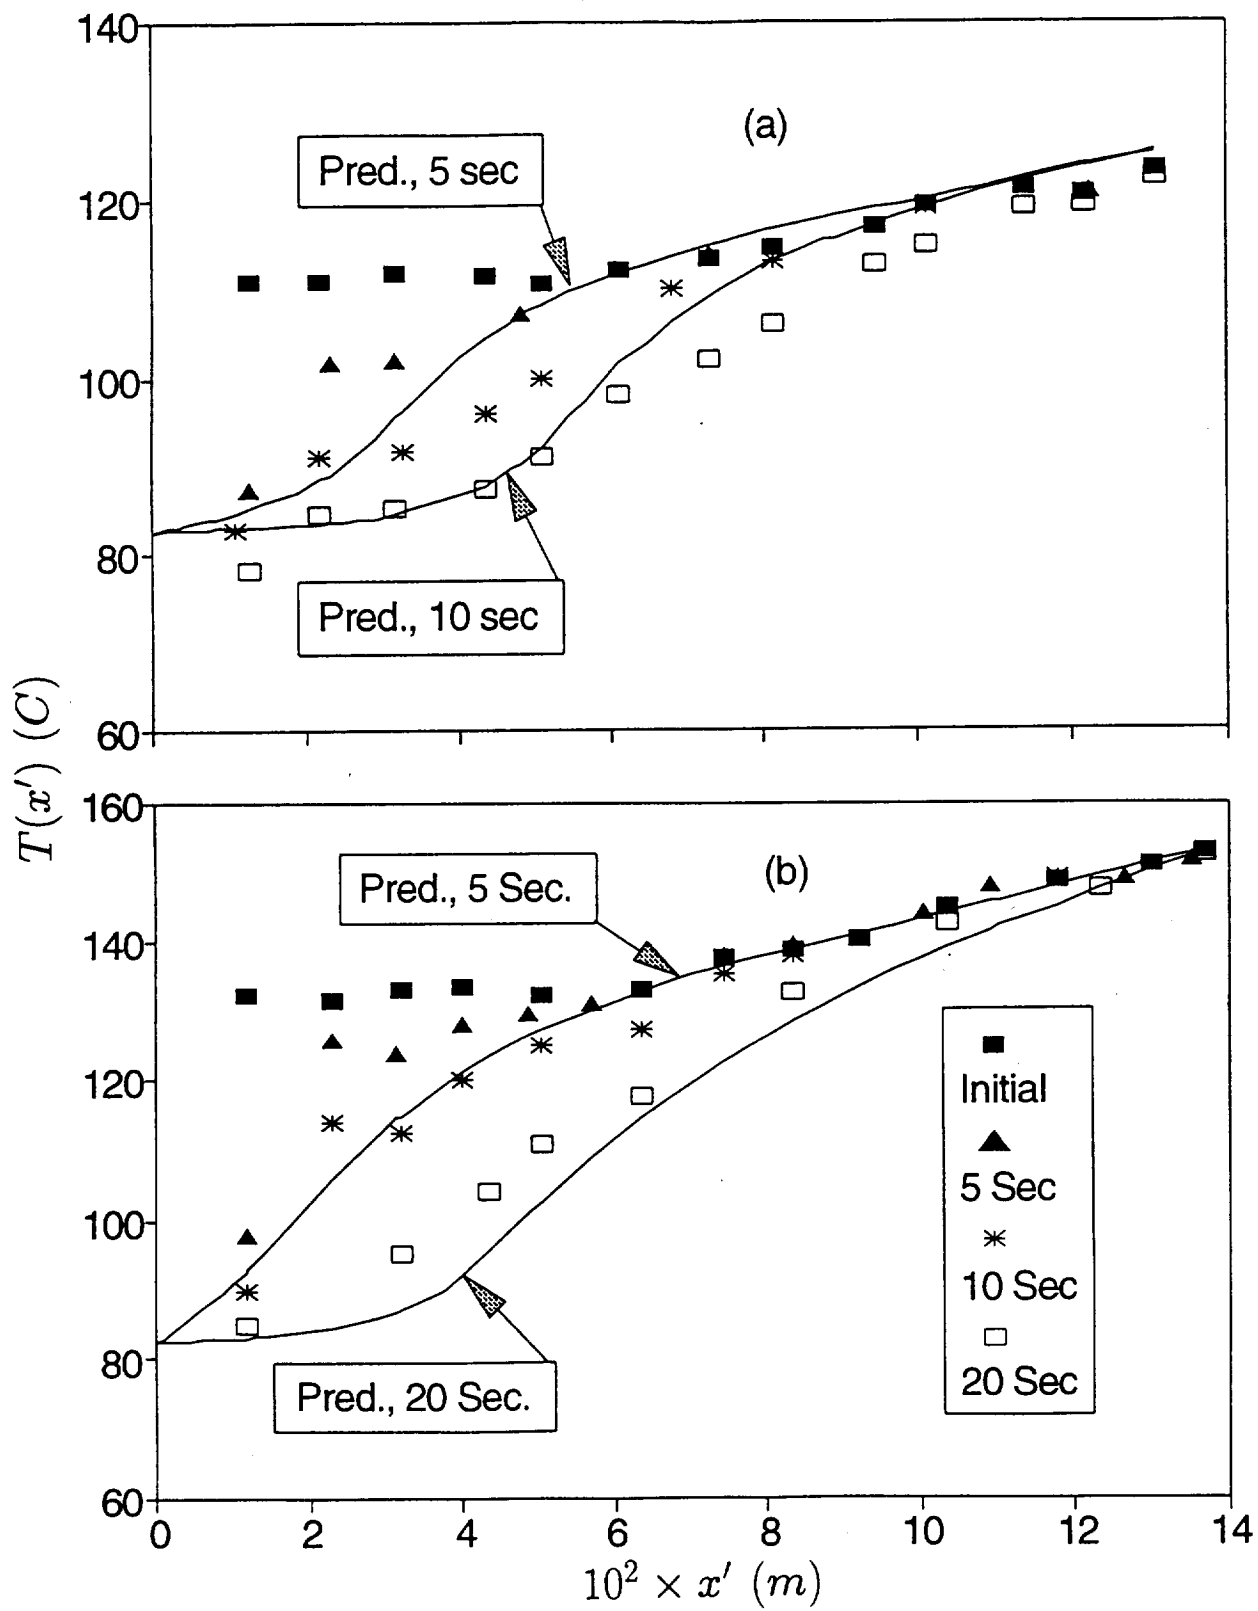 140
(a)
Pred., 5 sec
120
100
80
Pred., 10 sec
60
T(x′) (C)
160
(b)
Pred., 5 Sec.
140
120
Initial
5 Sec
100
10 Sec
20 Sec
80
Pred., 20 Sec.
60
0 2 4 6 8 10 12 14
10² × x′ (m)